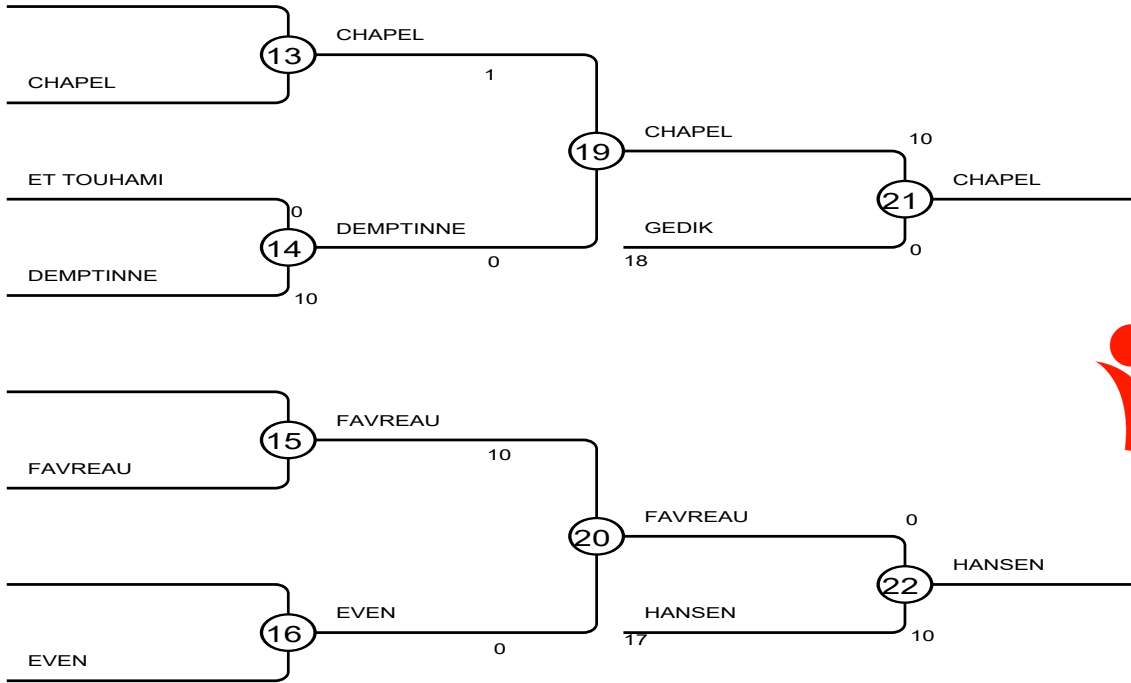 CHAPEL
13
CHAPEL
1
ET TOUHAMI
0
14
DEMPTINNE
10
DEMPTINNE
0
19
CHAPEL
10
GEDIK
18
0
21
CHAPEL
15
FAVREAU
FAVREAU
10
16
EVEN
EVEN
0
20
FAVREAU
0
HANSEN
17
10
22
HANSEN